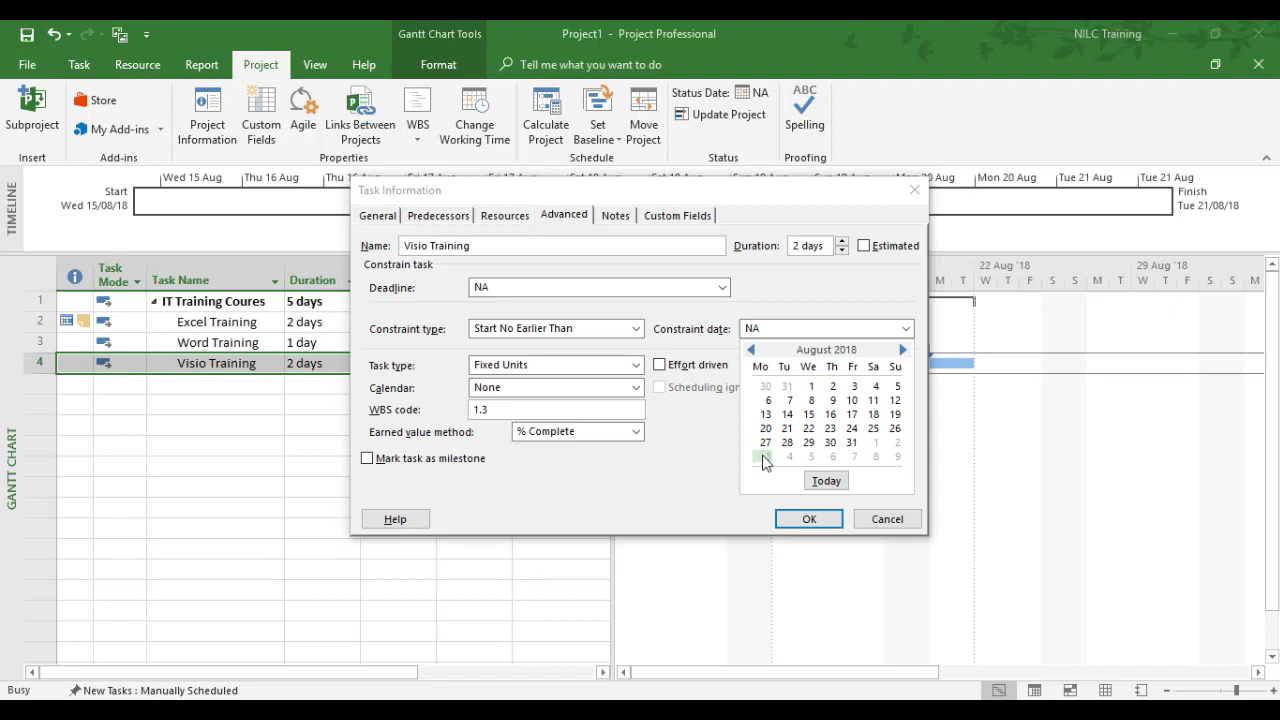 Gantt Chart Tools
Project1 - Project Professional
NILC Training
File Task Resource Report Project View Help Format Tell me what you want to do
Subproject
Insert
Store
My Add-ins
Add-ins
Project Information
Custom Fields
Agile
Links Between Projects
WBS
Change Working Time
Properties
Calculate Project
Set Baseline
Move Project
Schedule
Status Date: NA
Update Project
Status
ABC
Spelling
Proofing
TIMELINE
Start
Wed 15/08/18
Wed 15 Aug Thu 16 Aug Mon 20 Aug Tue 21 Aug Tue 21 Aug
Finish
Tue 21/08/18
Task Information
General Predecessors Resources Advanced Notes Custom Fields
Name: Visio Training Duration: 2 days Estimated
Constrain task
Deadline: NA
Constraint type: Start No Earlier Than Constraint date: NA
Task type: Fixed Units Effort driven
Calendar: None Scheduling ign
WBS code: 1.3
Earned value method: % Complete
Mark task as milestone
August 2018
Mo Tu We Th Fr Sa Su
30 31 1 2 3 4 5
6 7 8 9 10 11 12
13 14 15 16 17 18 19
20 21 22 23 24 25 26
27 28 29 30 31 1 2
4 5 6 7 8 9
Today
Help OK Cancel
GANTT CHART
Task Mode Task Name Duration
1 IT Training Coures 5 days
2 Excel Training 2 days
3 Word Training 1 day
4 Visio Training 2 days
22 Aug '18 29 Aug '18
M T W T F S S M T W T F S S M
Busy New Tasks : Manually Scheduled